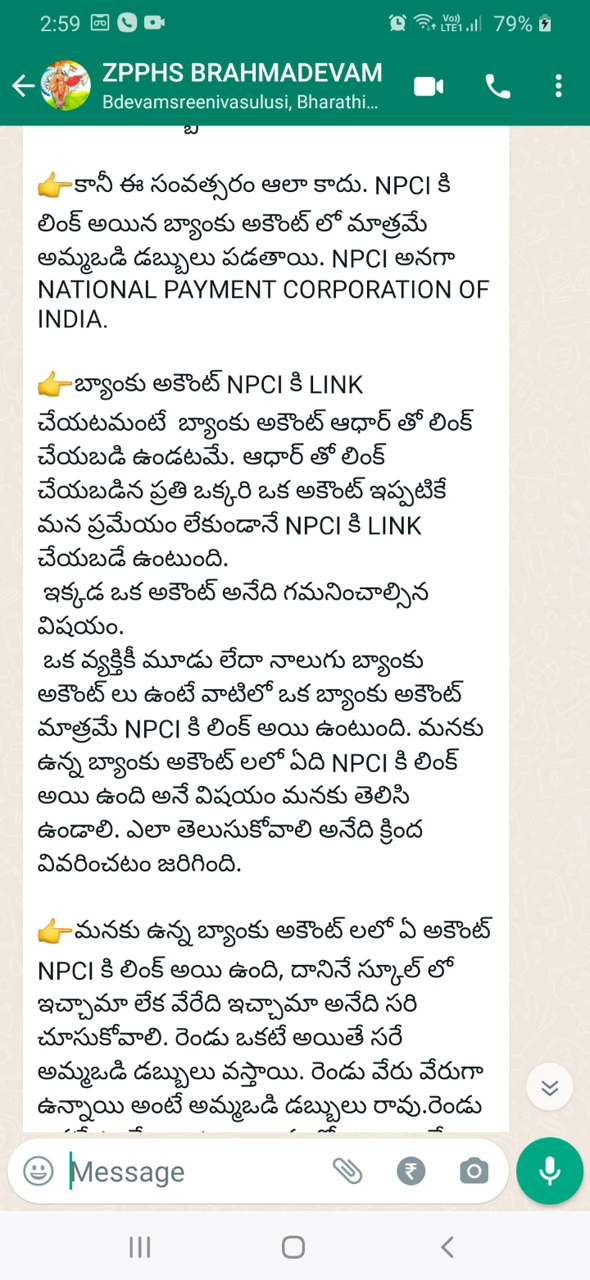 2:59 Vo)) LTE1 79%
ZPPHS BRAHMADEVAM
Bdevamsreenivasulusi, Bharathi...
👉కానీ ఈ సంవత్సరం ఆలా కాదు. NPCI కి
లింక్ అయిన బ్యాంకు అకౌంట్ లో మాత్రమే
అమ్మఒడి డబ్బులు పడతాయి. NPCI అనగా
NATIONAL PAYMENT CORPORATION OF
INDIA.
👉బ్యాంకు అకౌంట్ NPCI కి LINK
చేయటమంటే బ్యాంకు అకౌంట్ ఆధార్ తో లింక్
చేయబడి ఉండటమే. ఆధార్ తో లింక్
చేయబడిన ప్రతి ఒక్కరి ఒక అకౌంట్ ఇప్పటికే
మన ప్రమేయం లేకుండానే NPCI కి LINK
చేయబడే ఉంటుంది.
ఇక్కడ ఒక అకౌంట్ అనేది గమనించాల్సిన
విషయం.
ఒక వ్యక్తికీ మూడు లేదా నాలుగు బ్యాంకు
అకౌంట్ లు ఉంటే వాటిలో ఒక బ్యాంకు అకౌంట్
మాత్రమే NPCI కి లింక్ అయి ఉంటుంది. మనకు
ఉన్న బ్యాంకు అకౌంట్ లలో ఏది NPCI కి లింక్
అయి ఉంది అనే విషయం మనకు తెలిసి
ఉండాలి. ఎలా తెలుసుకోవాలి అనేది క్రింద
వివరించటం జరిగింది.
👉మనకు ఉన్న బ్యాంకు అకౌంట్ లలో ఏ అకౌంట్
NPCI కి లింక్ అయి ఉంది, దానినే స్కూల్ లో
ఇచ్చామా లేక వేరేది ఇచ్చామా అనేది సరి
చూసుకోవాలి. రెండు ఒకటే అయితే సరే
అమ్మఒడి డబ్బులు వస్తాయి. రెండు వేరు వేరుగా
ఉన్నాయి అంటే అమ్మఒడి డబ్బులు రావు.రెండు
Message